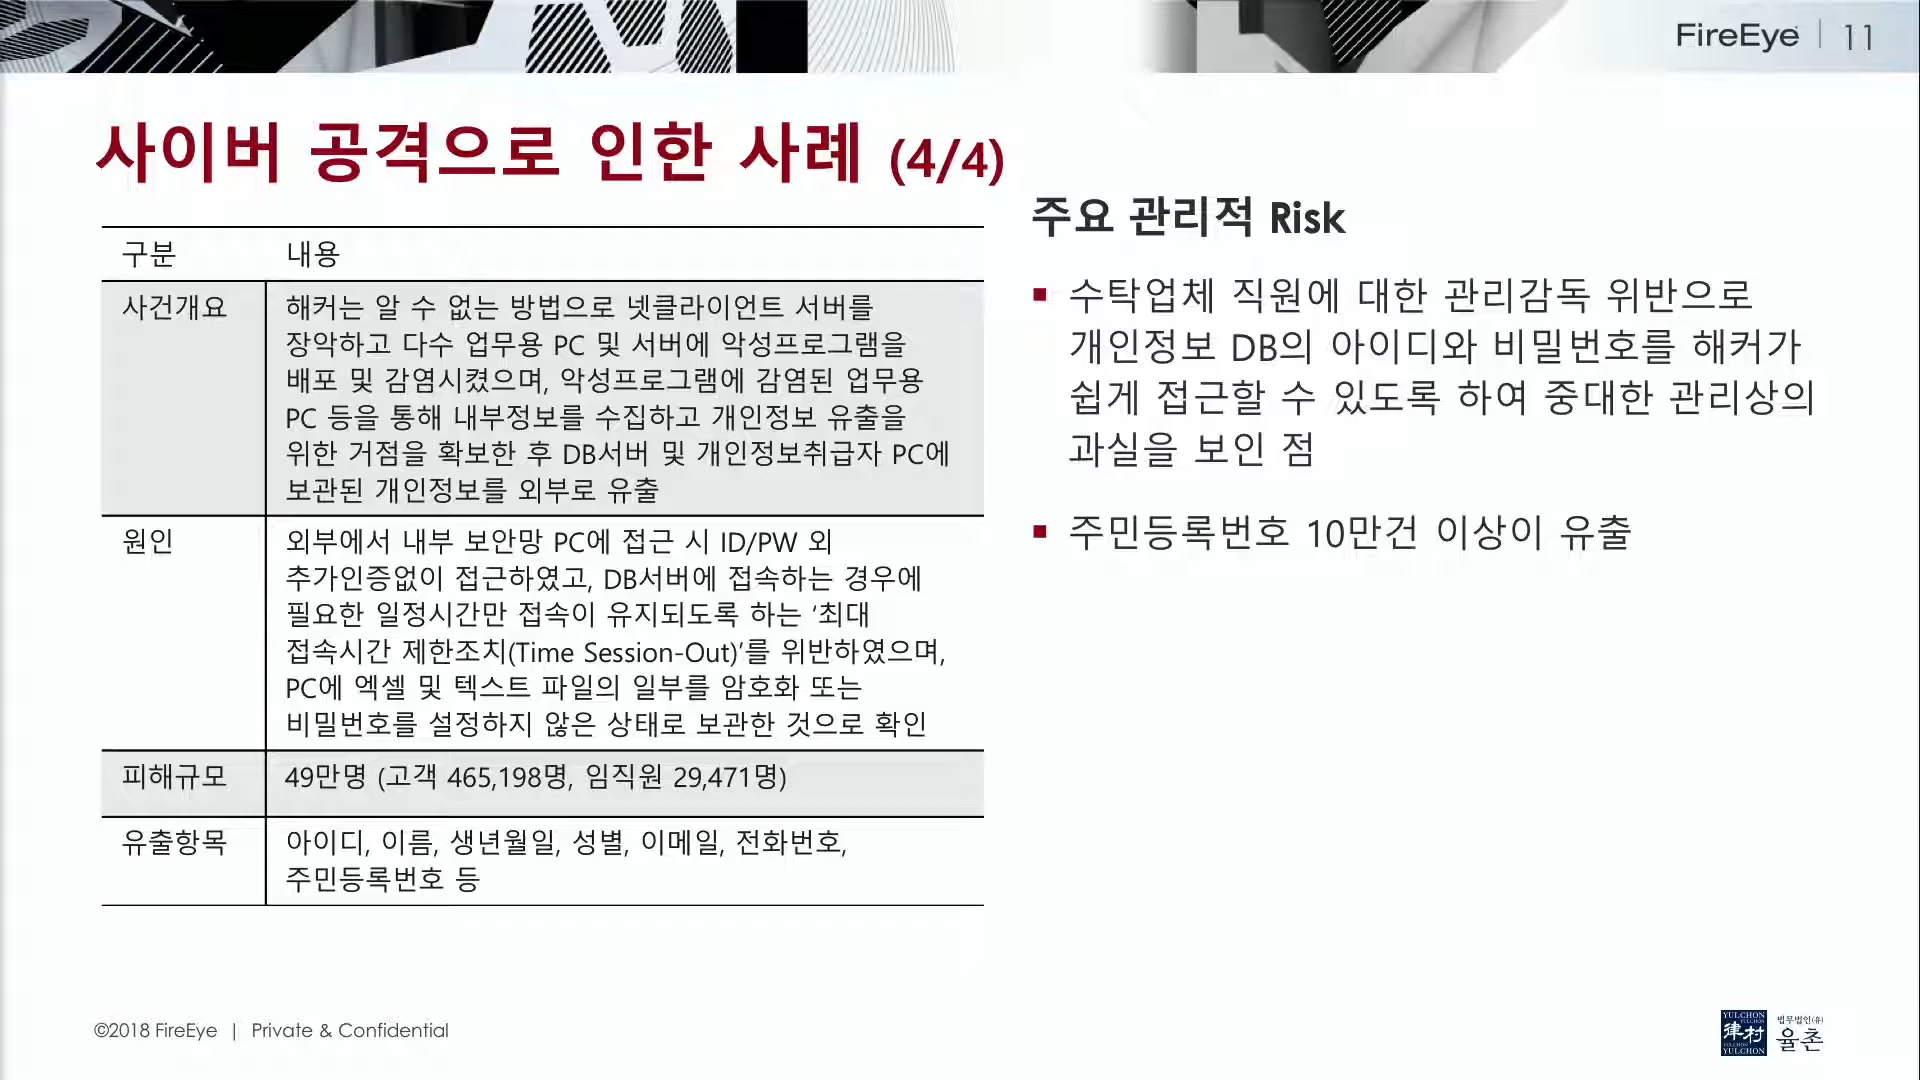 FireEye | 11
사이버 공격으로 인한 사례 (4/4)
구분 내용
사건개요 해커는 알 수 없는 방법으로 넷클라이언트 서버를
장악하고 다수 업무용 PC 및 서버에 악성프로그램을
배포 및 감염시켰으며, 악성프로그램에 감염된 업무용
PC 등을 통해 내부정보를 수집하고 개인정보 유출을
위한 거점을 확보한 후 DB서버 및 개인정보취급자 PC에
보관된 개인정보를 외부로 유출
원인 외부에서 내부 보안망 PC에 접근 시 ID/PW 외
추가인증없이 접근하였고, DB서버에 접속하는 경우에
필요한 일정시간만 접속이 유지되도록 하는 ‘최대
접속시간 제한조치(Time Session-Out)’를 위반하였으며,
PC에 엑셀 및 텍스트 파일의 일부를 암호화 또는
비밀번호를 설정하지 않은 상태로 보관한 것으로 확인
피해규모 49만명 (고객 465,198명, 임직원 29,471명)
유출항목 아이디, 이름, 생년월일, 성별, 이메일, 전화번호,
주민등록번호 등
주요 관리적 Risk
▪ 수탁업체 직원에 대한 관리감독 위반으로
개인정보 DB의 아이디와 비밀번호를 해커가
쉽게 접근할 수 있도록 하여 중대한 관리상의
과실을 보인 점
▪ 주민등록번호 10만건 이상이 유출
©2018 FireEye | Private & Confidential
YULCHON
YULCHON
律村
YULCHON
YULCHON
법무법인(유)
율촌